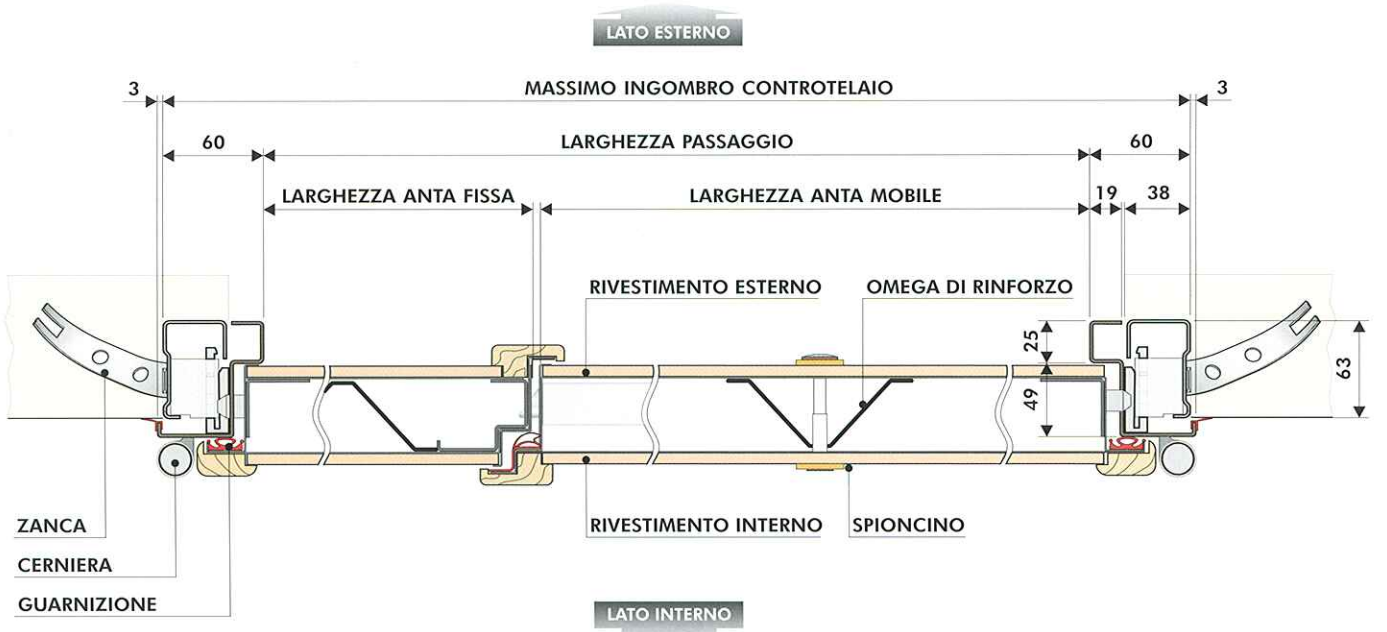 LATO ESTERNO
3
MASSIMO INGOMBRO CONTROTELAIO
3
60
LARGHEZZA PASSAGGIO
60
LARGHEZZA ANTA FISSA
LARGHEZZA ANTA MOBILE
19
38
RIVESTIMENTO ESTERNO
OMEGA DI RINFORZO
25
63
49
ZANCA
RIVESTIMENTO INTERNO
SPIONCINO
CERNIERA
GUARNIZIONE
LATO INTERNO